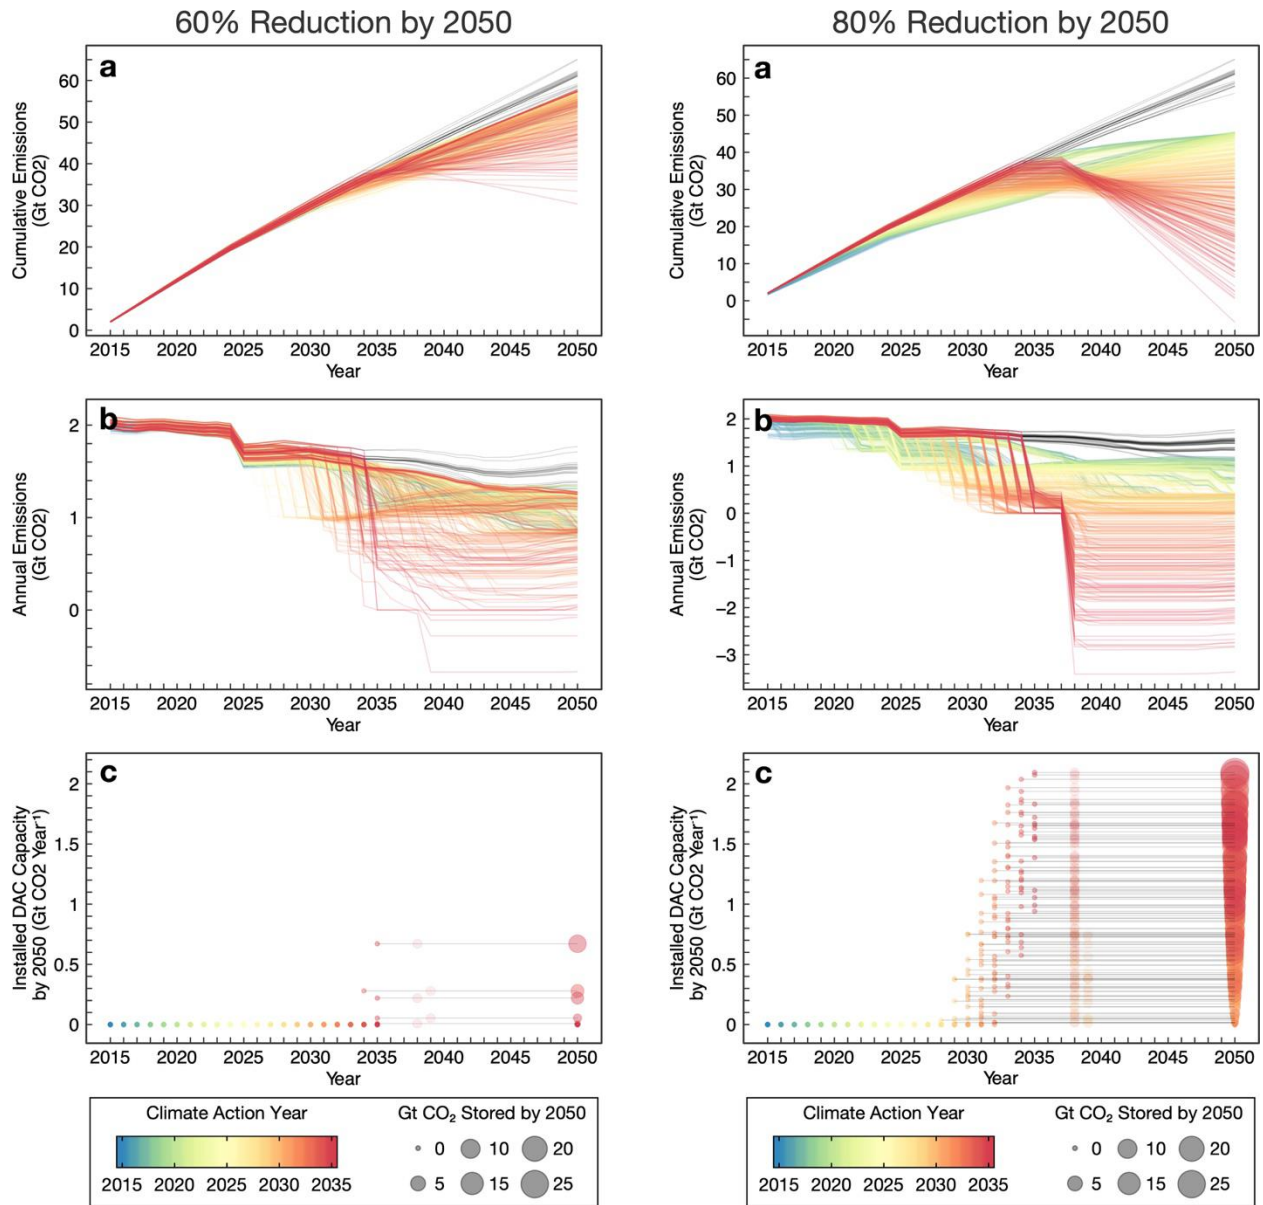 60% Reduction by 2050
a
Cumulative Emissions
(Gt CO2)
60
50
40
30
20
10
0
2015 2020 2025 2030 2035 2040 2045 2050
Year
b
Annual Emissions
(Gt CO2)
2
1
0
2015 2020 2025 2030 2035 2040 2045 2050
Year
c
Installed DAC Capacity
by 2050 (Gt CO2 Year⁻¹)
2
1.5
1
0.5
0
2015 2020 2025 2030 2035 2040 2045 2050
Year
Climate Action Year
2015 2020 2025 2030 2035
Gt CO₂ Stored by 2050
0 10 20
5 15 25
80% Reduction by 2050
a
Cumulative Emissions
(Gt CO2)
60
50
40
30
20
10
0
2015 2020 2025 2030 2035 2040 2045 2050
Year
b
Annual Emissions
(Gt CO2)
2
1
0
−1
−2
−3
2015 2020 2025 2030 2035 2040 2045 2050
Year
c
Installed DAC Capacity
by 2050 (Gt CO2 Year⁻¹)
2
1.5
1
0.5
0
2015 2020 2025 2030 2035 2040 2045 2050
Year
Climate Action Year
2015 2020 2025 2030 2035
Gt CO₂ Stored by 2050
0 10 20
5 15 25